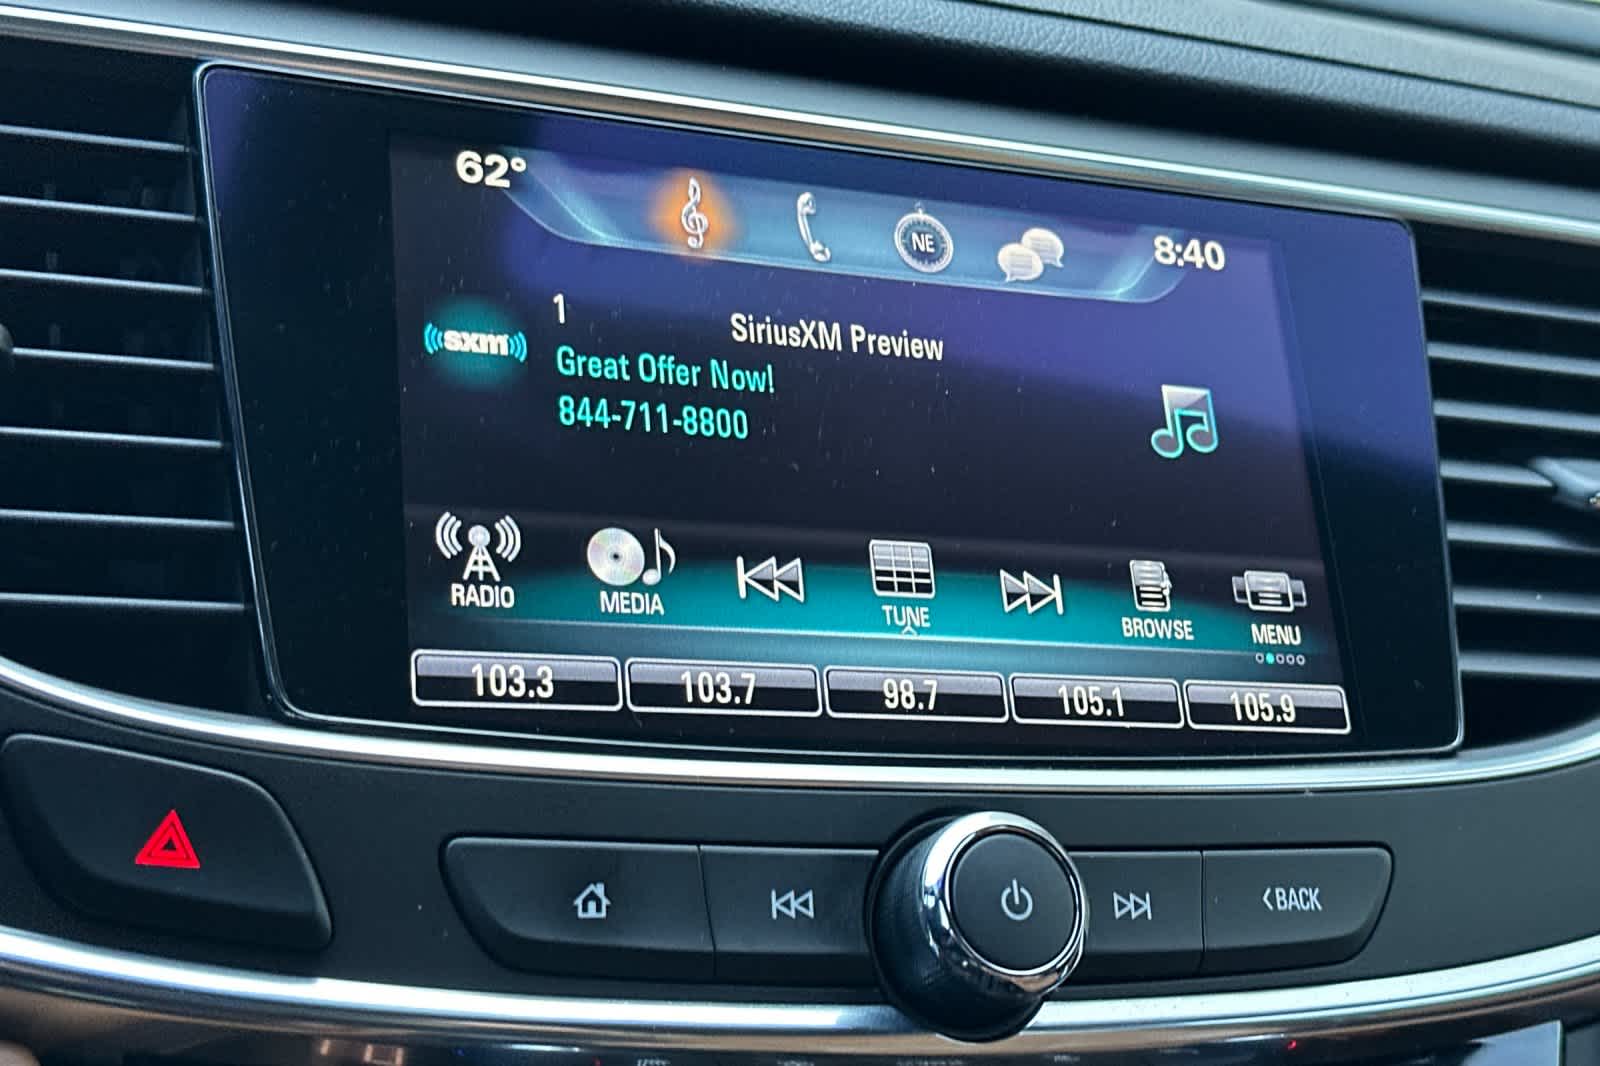 62°
NE
8:40
1
SiriusXM Preview
((sxm))
Great Offer Now!
844-711-8800
RADIO
MEDIA
TUNE
BROWSE
MENU
103.3
103.7
98.7
105.1
105.9
<BACK